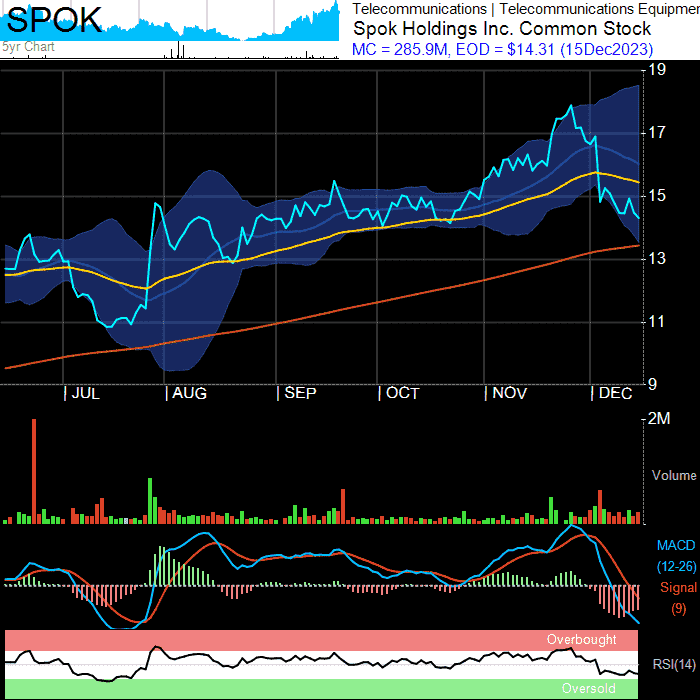 SPOK
5yr Chart
Telecommunications | Telecommunications Equipmen
Spok Holdings Inc. Common Stock
MC = 285.9M, EOD = $14.31 (15Dec2023)
19
17
15
13
11
9
| JUL | AUG | SEP | OCT | NOV | DEC
2M
Volume
MACD
(12-26)
Signal
(9)
Overbought
RSI(14)
Oversold